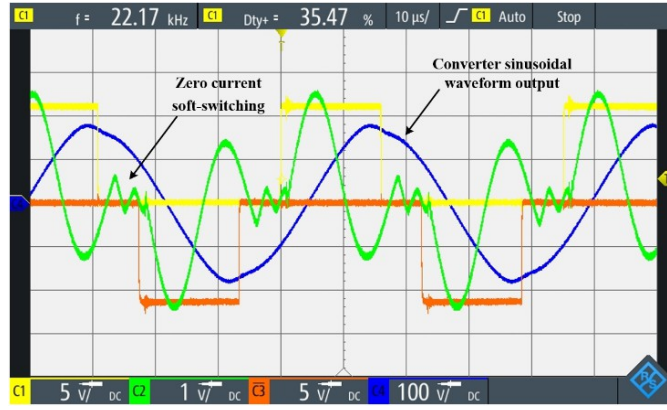 C1 f = 22.17 kHz C1 Dty+ = 35.47 % 10 µs/ C1 Auto Stop
Zero current
soft-switching
Converter sinusoidal
waveform output
C1 5 V/ DC C2 1 V/ DC C3 5 V/ DC C4 100 V/ DC
R&S